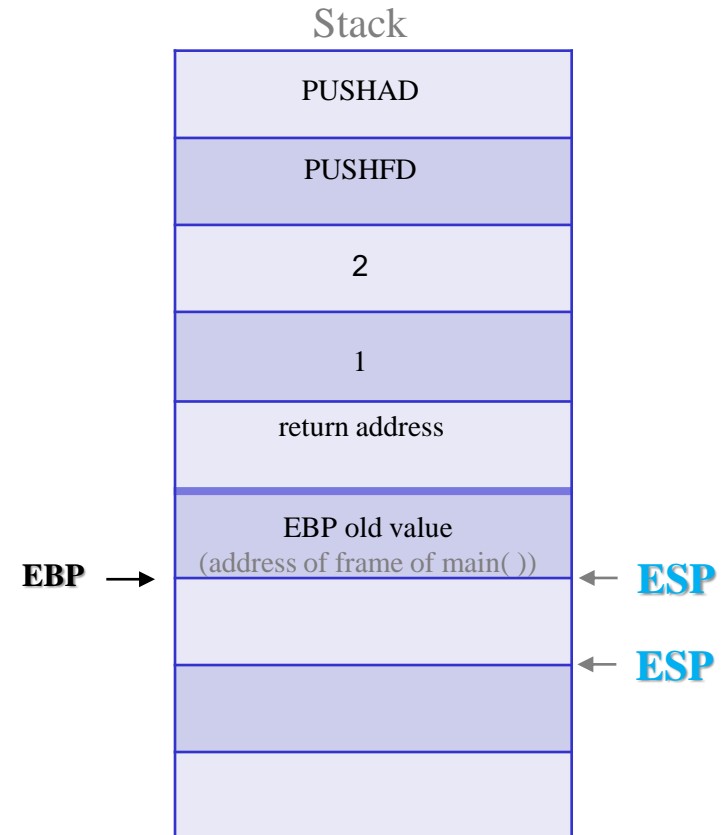 Stack
PUSHAD
PUSHFD
2
1
return address
EBP old value
(address of frame of main( ))
EBP
ESP
ESP